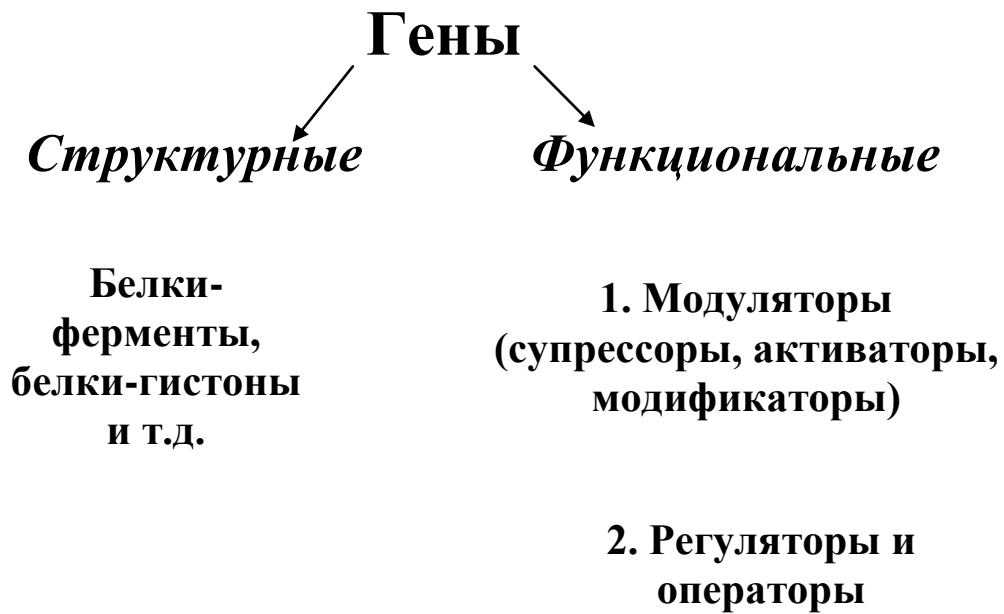 Гены
Структурные
Функциональные
Белки-
ферменты,
белки-гистоны
и т.д.
1. Модуляторы
(супрессоры, активаторы,
модификаторы)
2. Регуляторы и
операторы